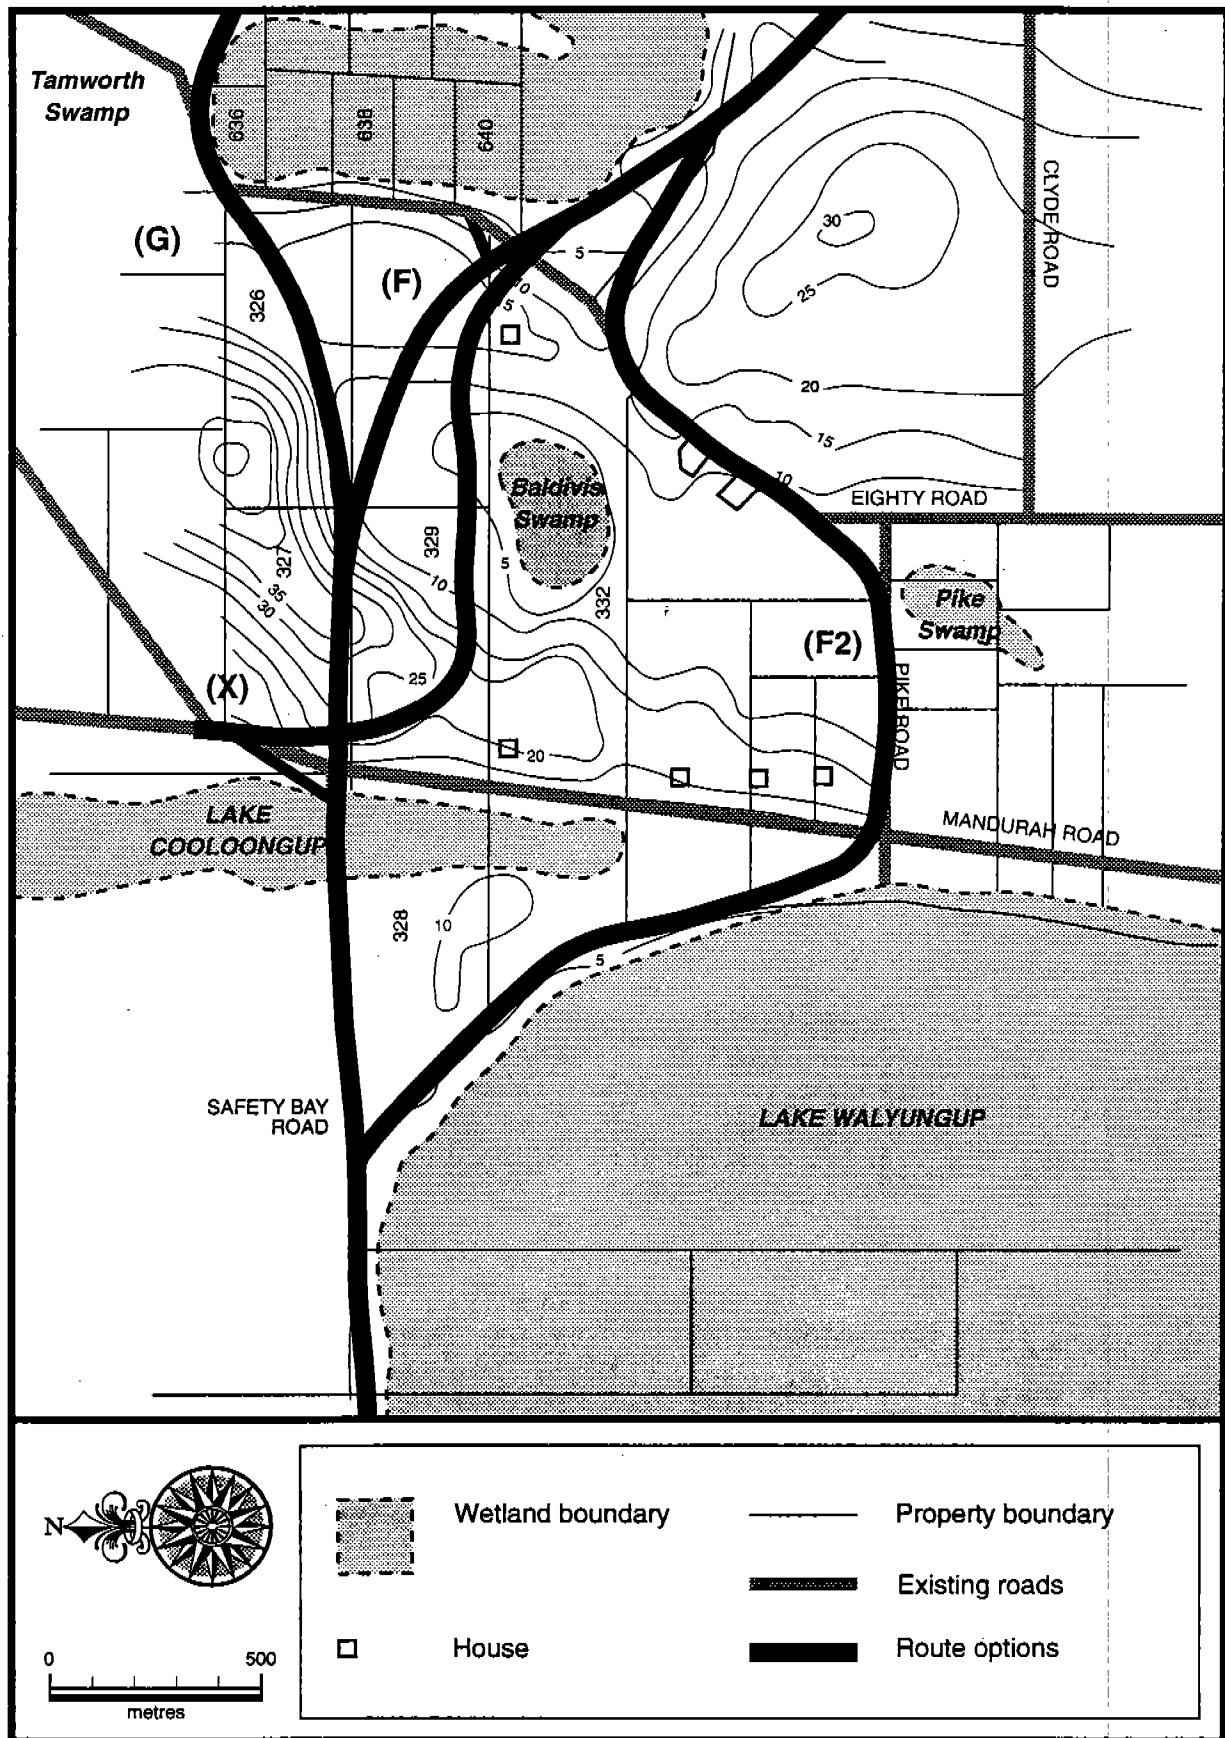 Tamworth
Swamp
636
638
640
(G)
(F)
326
5
10
5
30
25
CLYDE ROAD
20
15
10
EIGHTY ROAD
Baldivis
Swamp
329
327
10
5
35
30
332
Pike
Swamp
(F2)
PIKE ROAD
(X)
25
20
LAKE
COOLOONGUP
MANDURAH ROAD
328
10
5
SAFETY BAY
ROAD
LAKE WALYUNGUP
N
0 500
metres
Wetland boundary
Property boundary
Existing roads
House
Route options